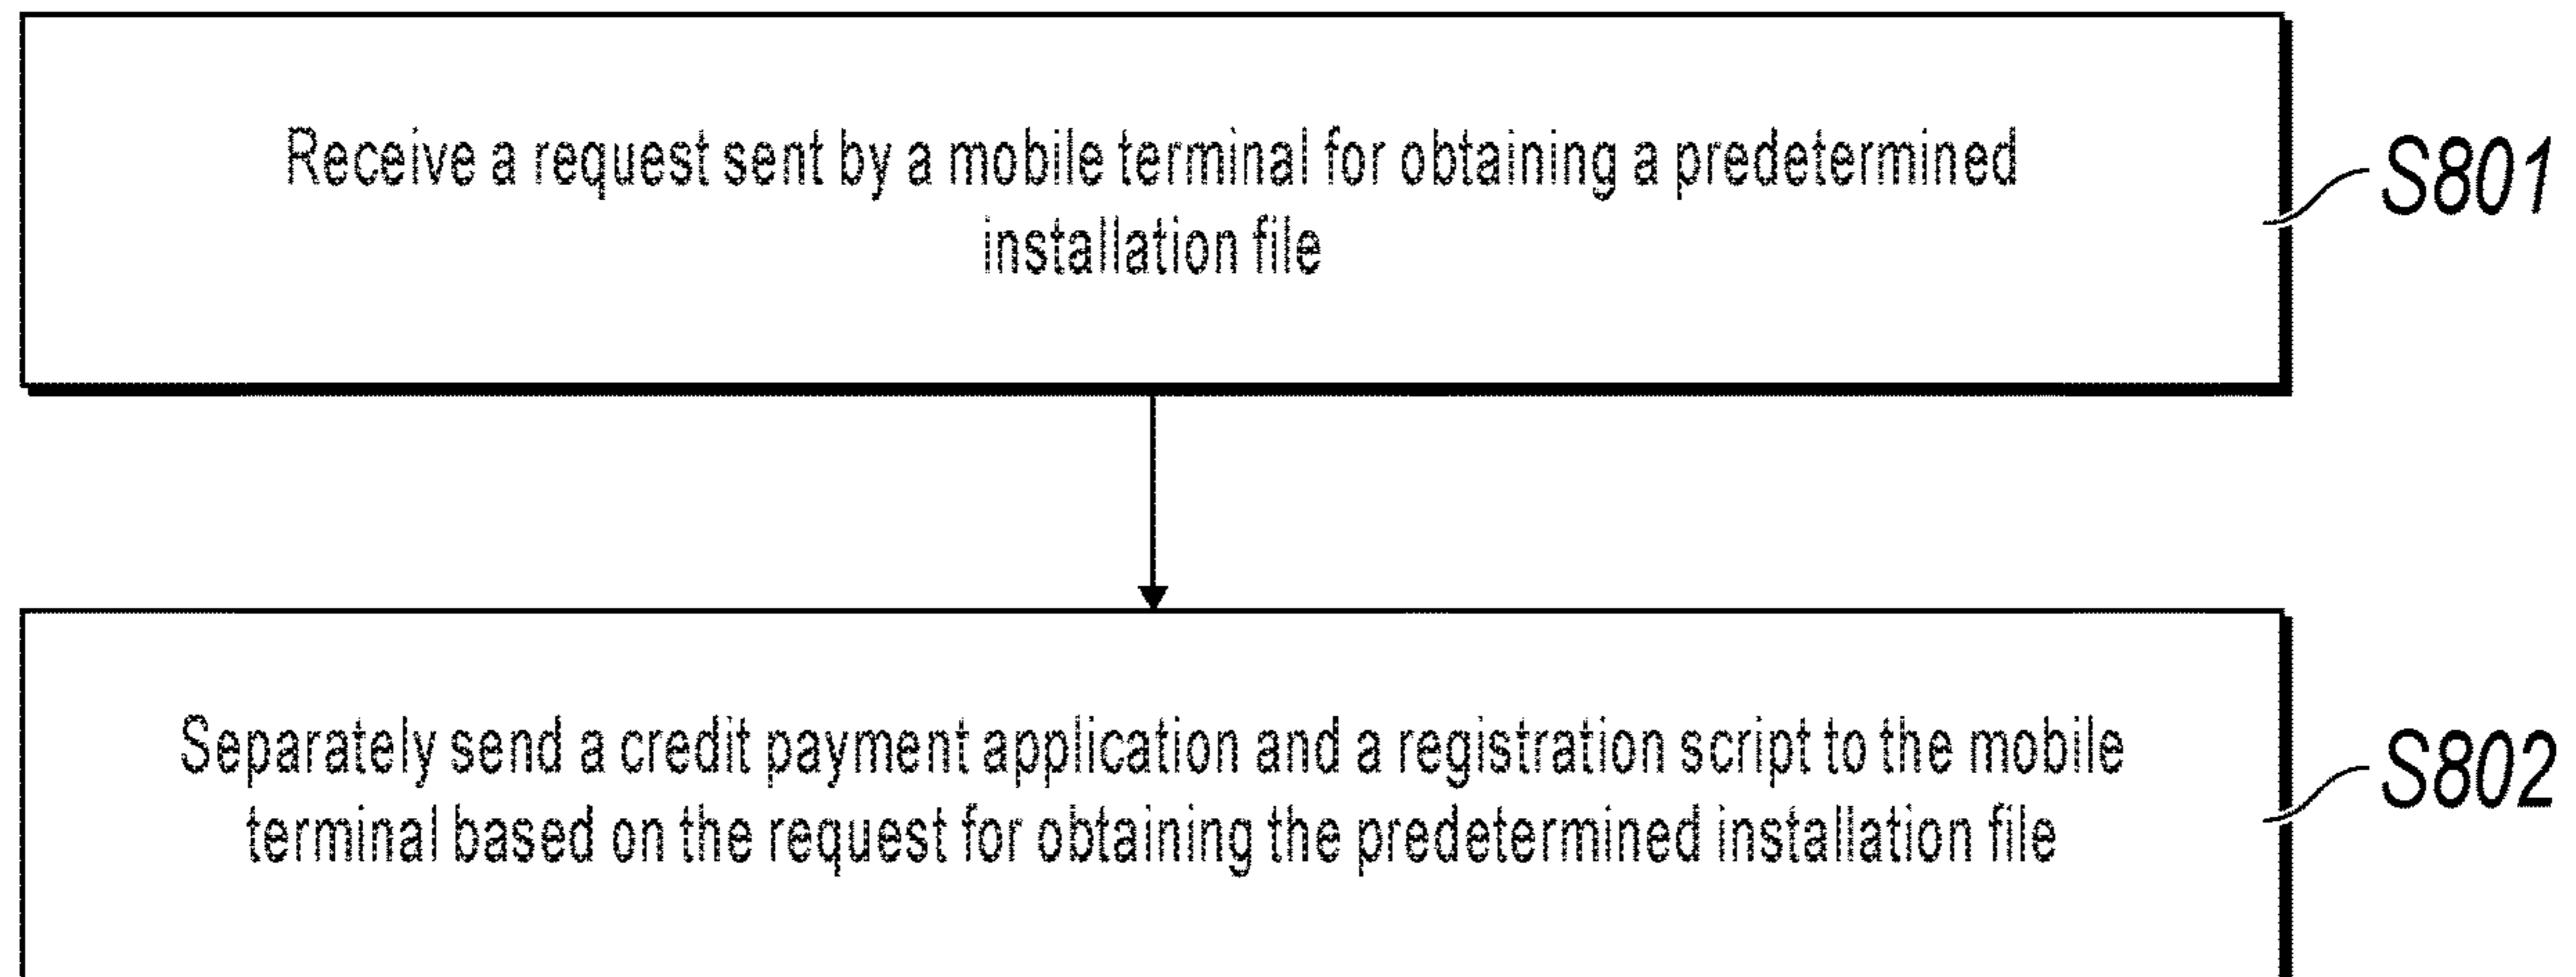 Receive a request sent by a mobile terminal for obtaining a predetermined
installation file
S801
Separately send a credit payment application and a registration script to the mobile
terminal based on the request for obtaining the predetermined installation file
S802